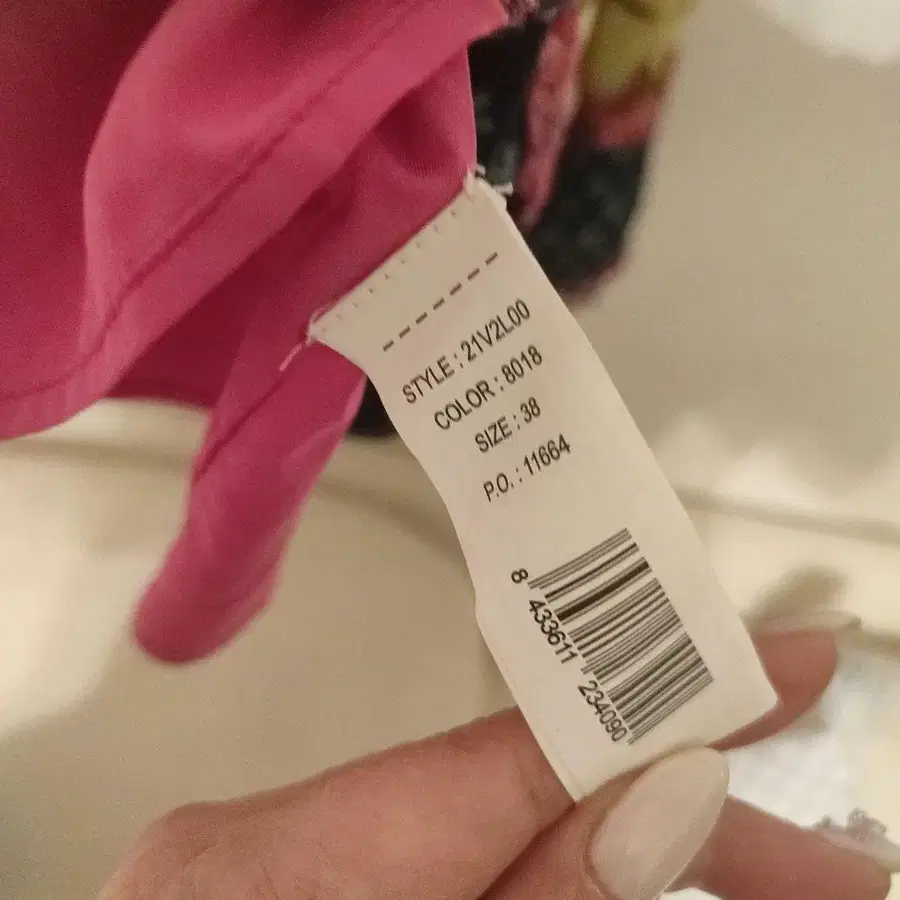 STYLE : 21V2L00
COLOR : 8018
SIZE : 38
P.O. : 11664
8 433611 234090